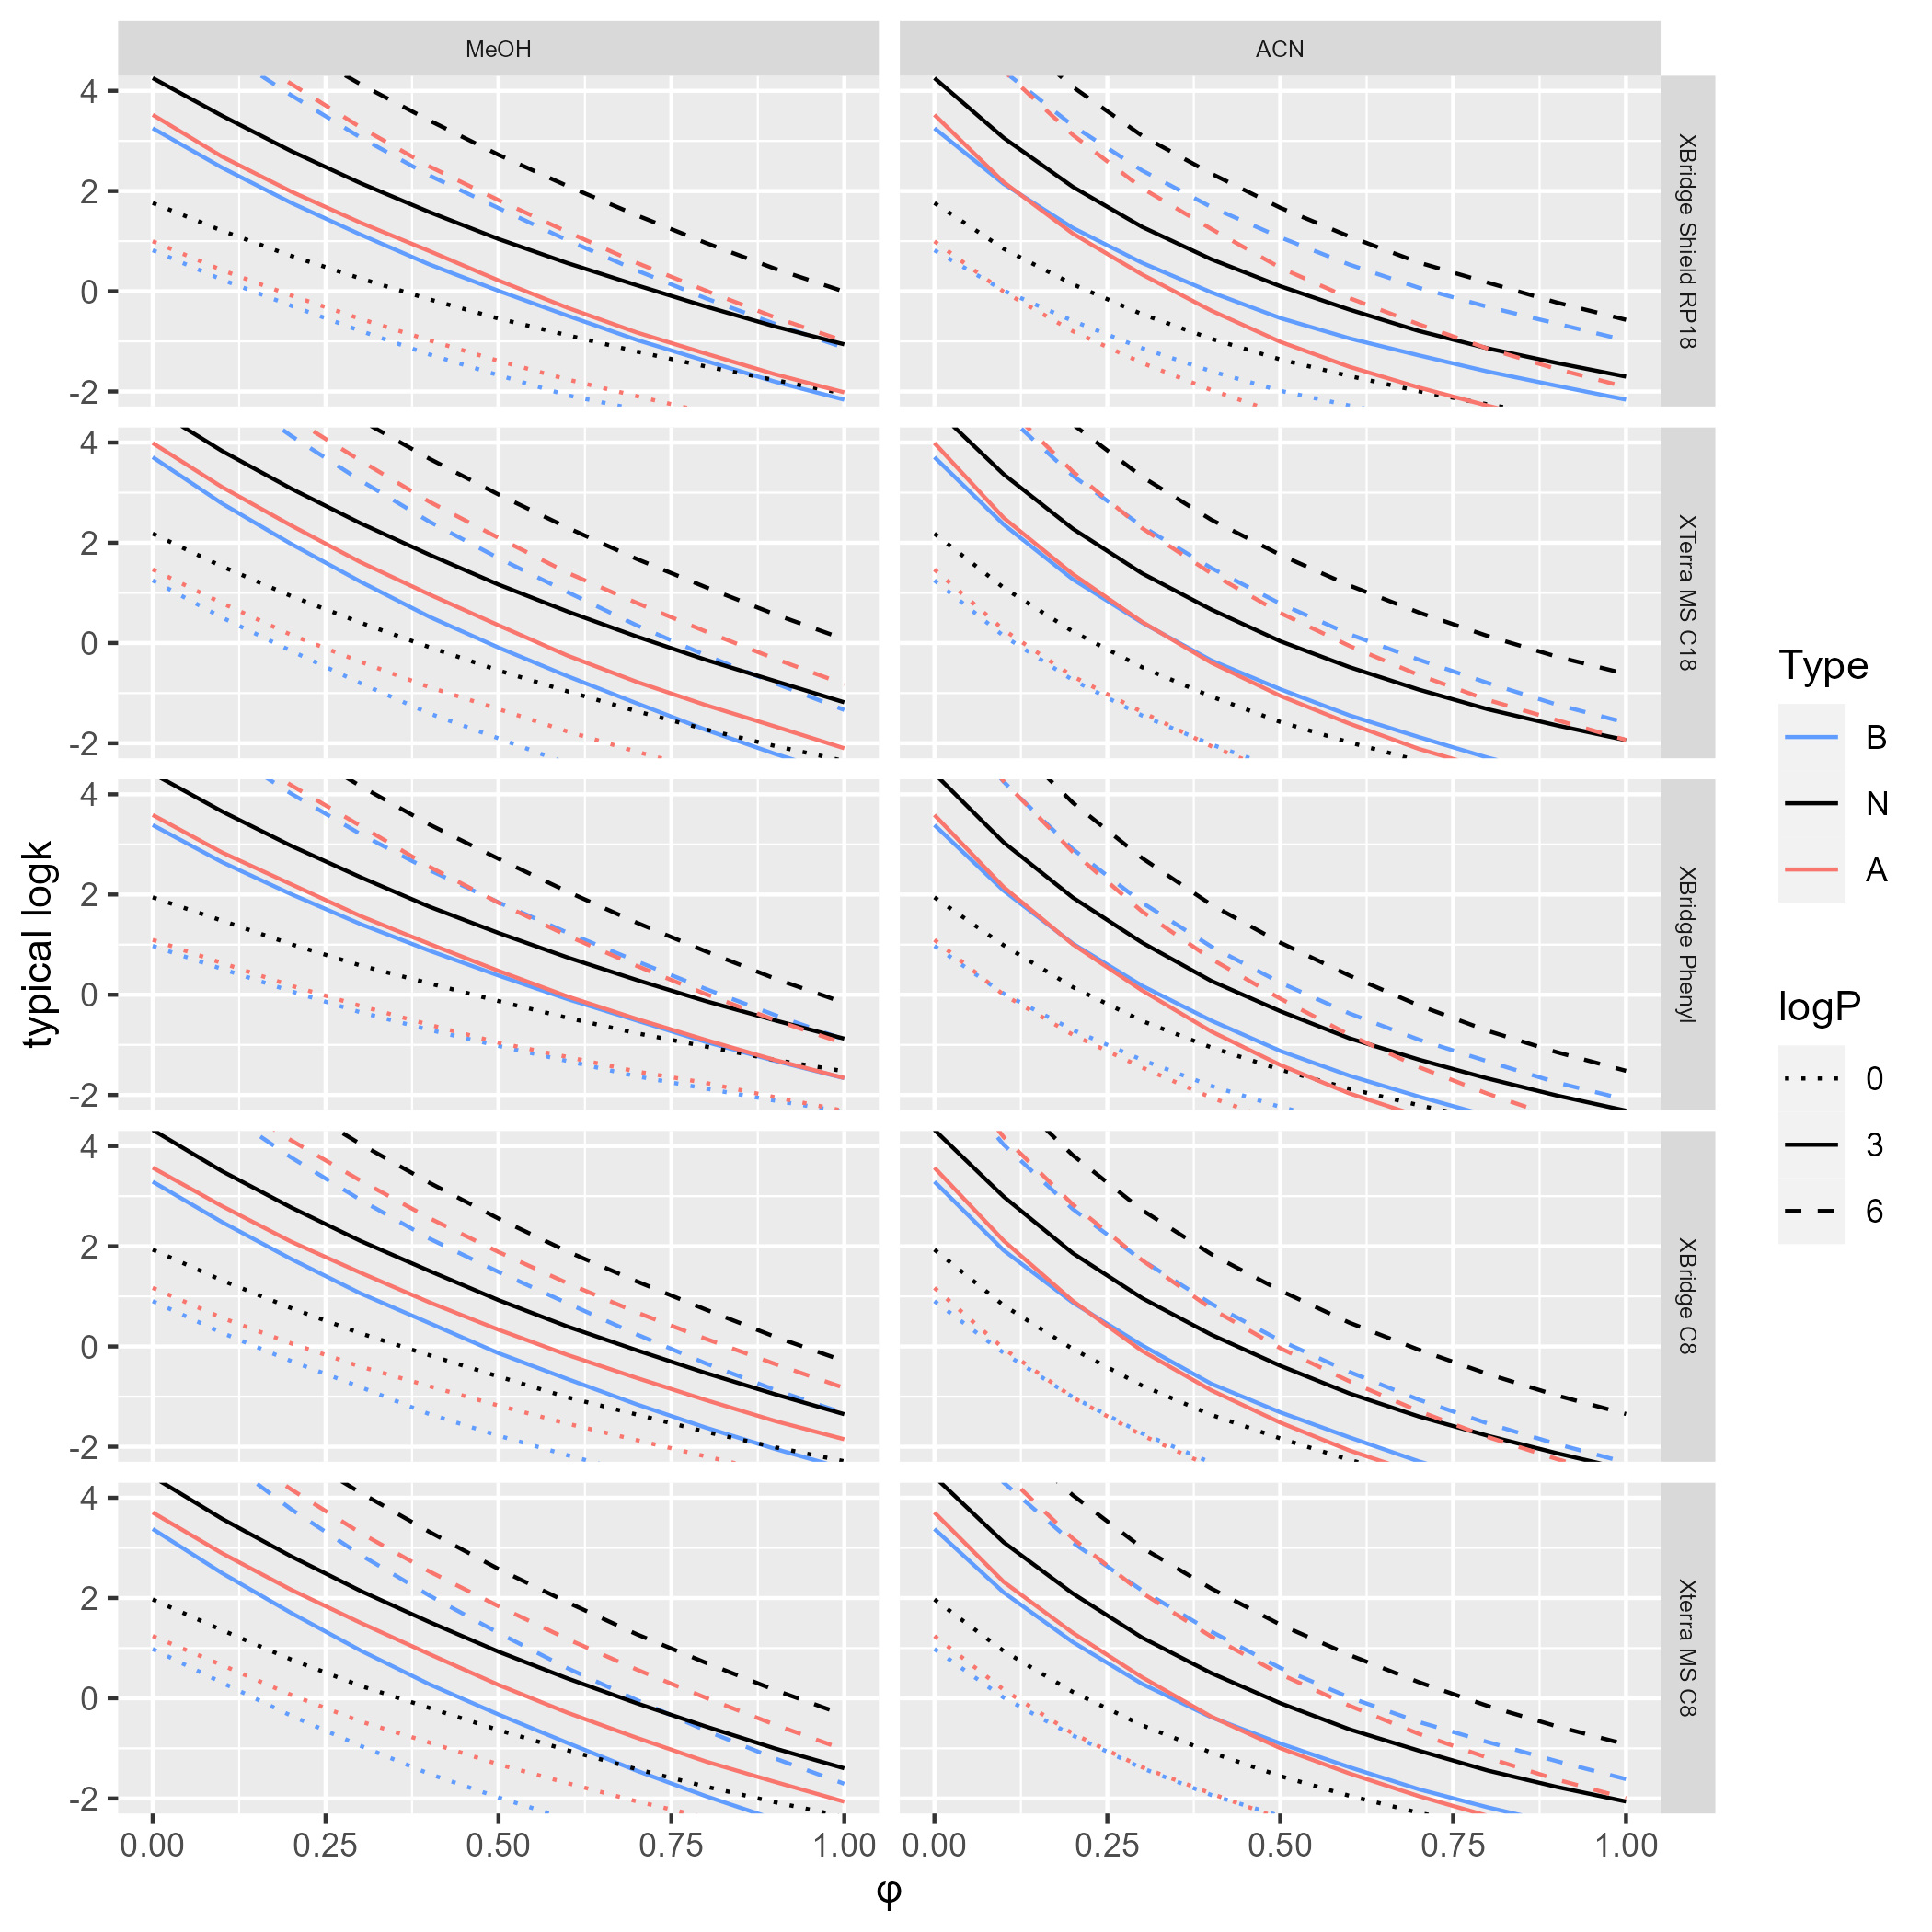 MeOH
ACN
4
2
0
-2
XBridge Shield RP18
4
2
0
-2
XTerra MS C18
4
2
0
-2
XBridge Phenyl
4
2
0
-2
XBridge C8
4
2
0
-2
Xterra MS C8
typical logk
0.00 0.25 0.50 0.75 1.00
0.00 0.25 0.50 0.75 1.00
φ
Type
B
N
A
logP
0
3
6